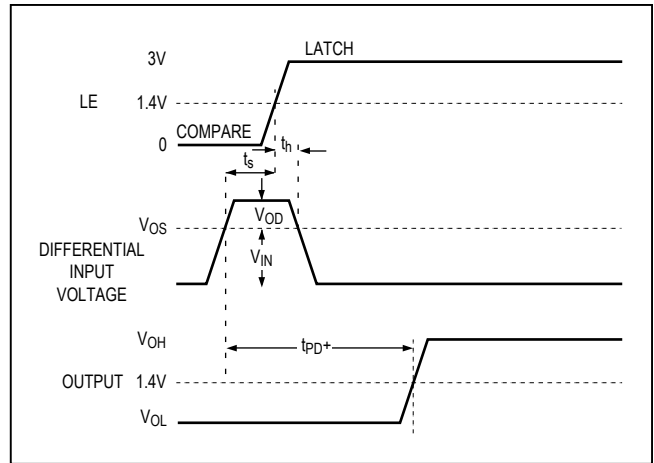 3V
LATCH
LE 1.4V
COMPARE
0
th
ts
VOD
VOS
VIN
DIFFERENTIAL
INPUT
VOLTAGE
VOH
tPD+
OUTPUT 1.4V
VOL